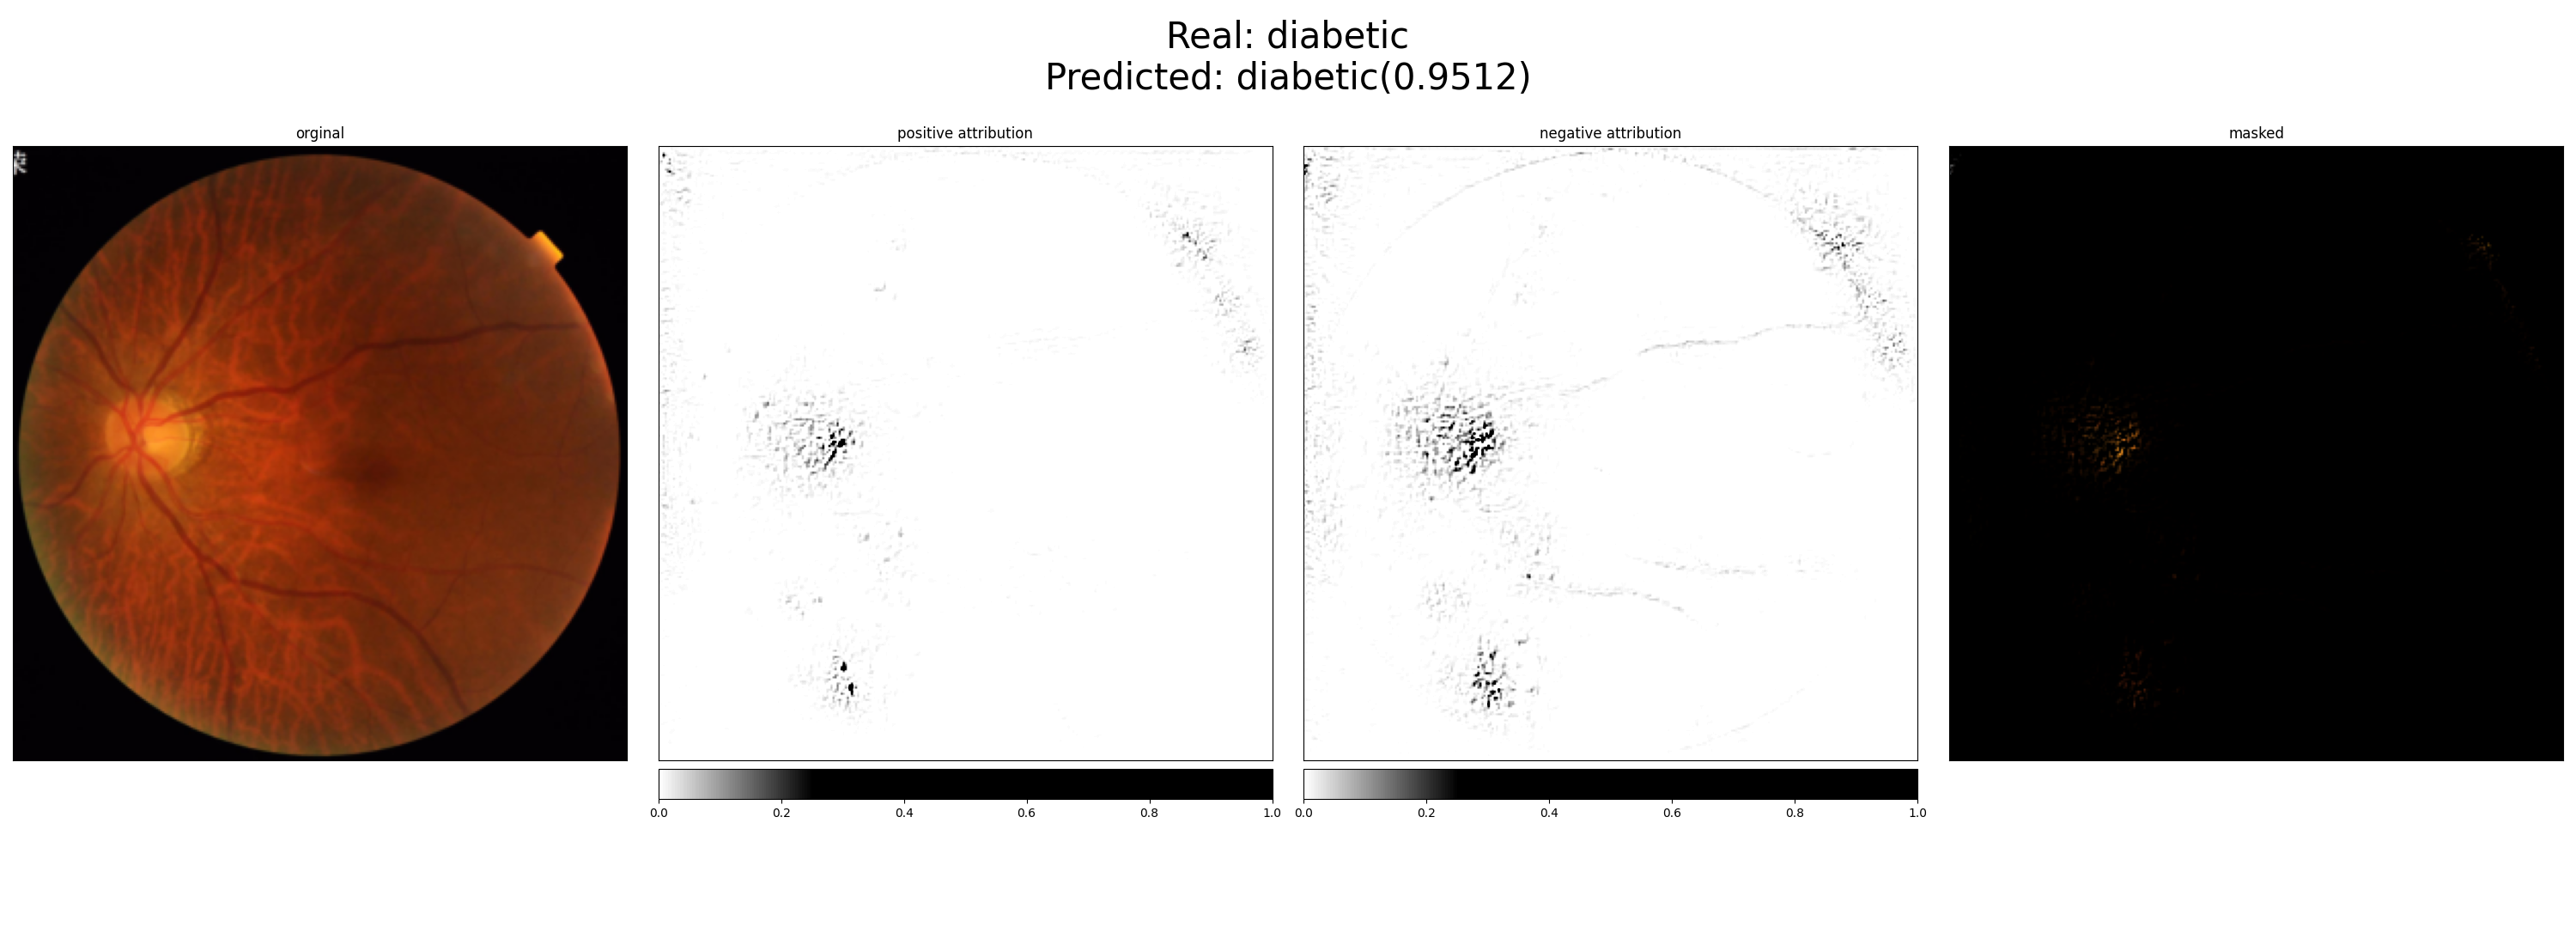 Real: diabetic
Predicted: diabetic(0.9512)
orginal
positive attribution
negative attribution
masked
0.0 0.2 0.4 0.6 0.8 1.0
0.0 0.2 0.4 0.6 0.8 1.0